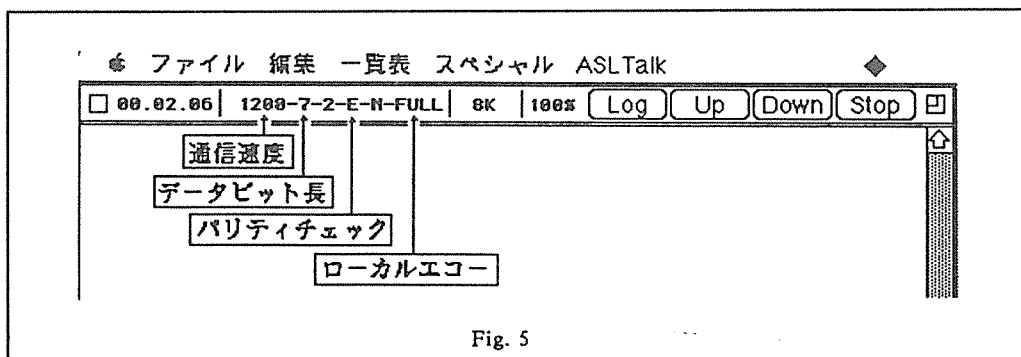 ファイル 編集 一覧表 スペシャル ASLTalk
00.02.06 1200-7-2-E-N-FULL 8K 100% Log Up Down Stop
通信速度
データビット長
パリティチェック
ローカルエコー
Fig. 5